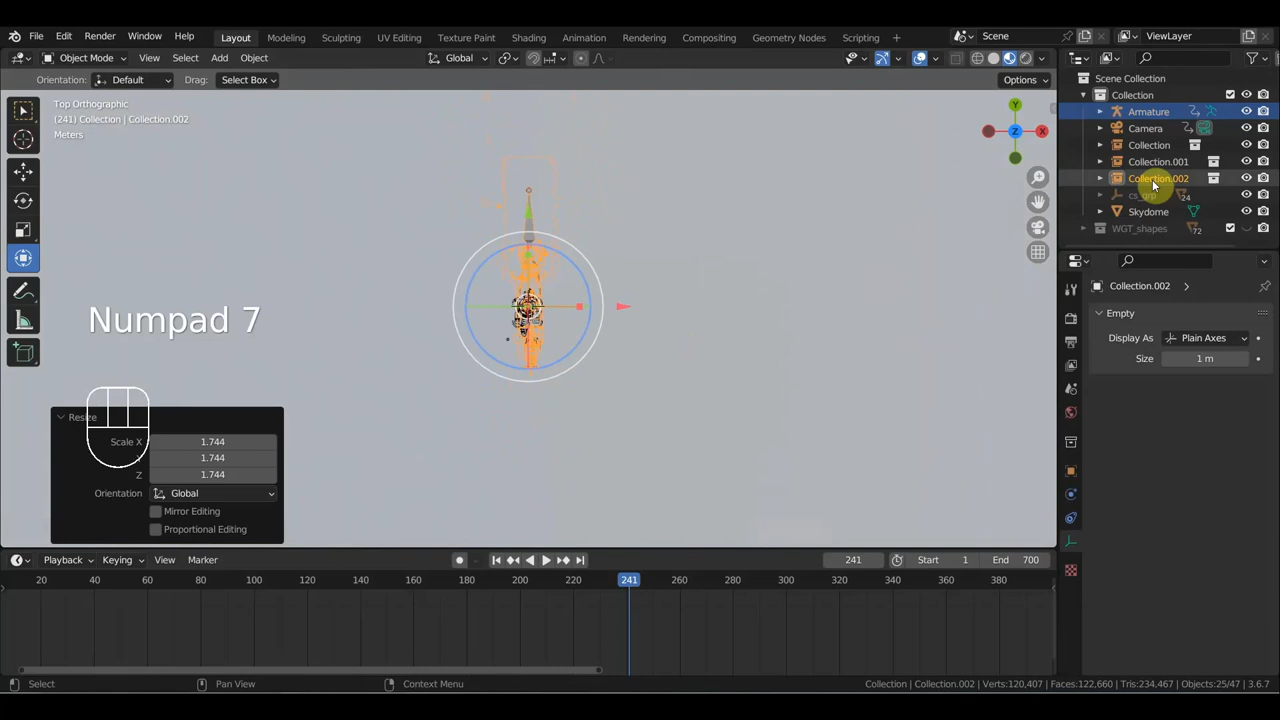 File Edit Render Window Help Layout Modeling Sculpting UV Editing Texture Paint Shading Animation Rendering Compositing Geometry Nodes Scripting + Scene ViewLayer
Object Mode View Select Add Object Global
Orientation: Default Drag: Select Box Options
Top Orthographic
(241) Collection | Collection.002
Meters
Y
Z
X
Scene Collection
Collection
Armature
Camera
Collection
Collection.001
Collection.002
24
Skydome
WGT_shapes 72
Collection.002
Empty
Display As Plain Axes
Size 1 m
Numpad 7
Scale X 1.744
1.744
Z 1.744
Orientation Global
Mirror Editing
Proportional Editing
Playback Keying View Marker 241 Start 1 End 700
20 40 60 80 100 120 140 160 180 200 220 241 260 280 300 320 340 360 380
Select Pan View Context Menu Collection | Collection.002 | Verts:120,407 | Faces:122,660 | Tris:234,467 | Objects:25/47 | 3.6.7